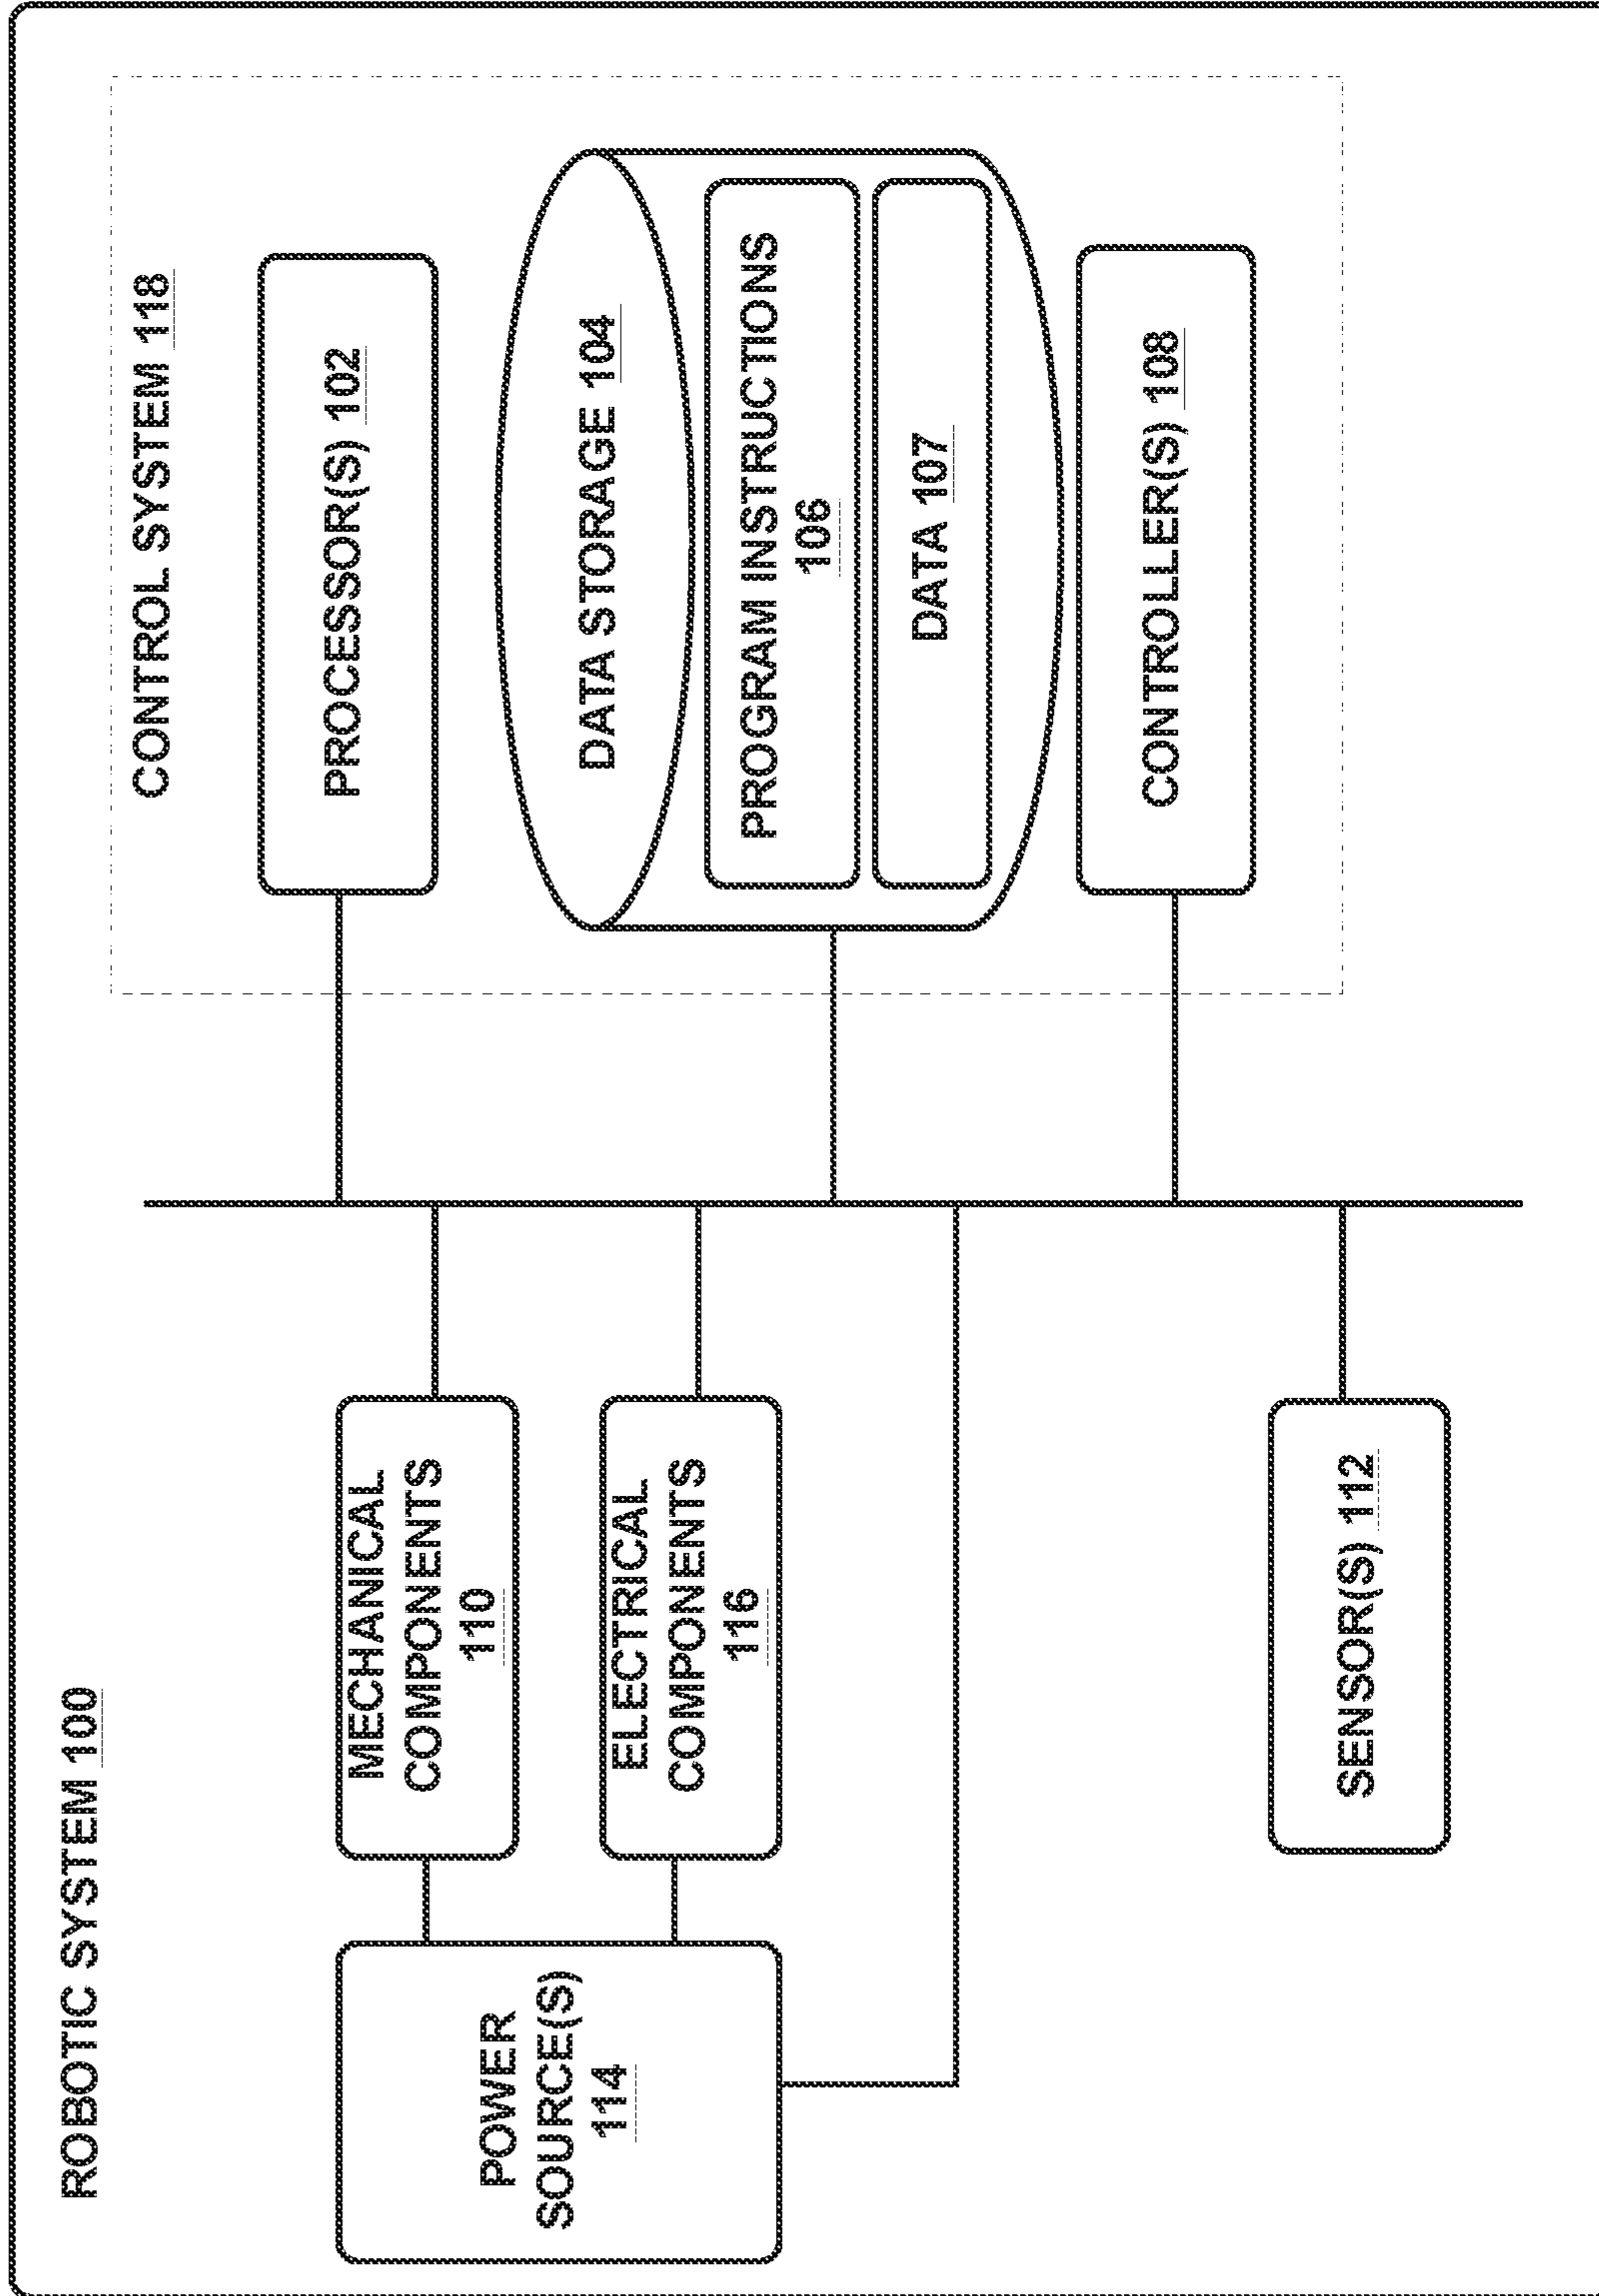 ROBOTIC SYSTEM 100
POWER
SOURCE(S)
114
MECHANICAL
COMPONENTS
110
ELECTRICAL
COMPONENTS
116
SENSOR(S) 112
CONTROL SYSTEM 118
PROCESSOR(S) 102
DATA STORAGE 104
PROGRAM INSTRUCTIONS
106
DATA 107
CONTROLLER(S) 108